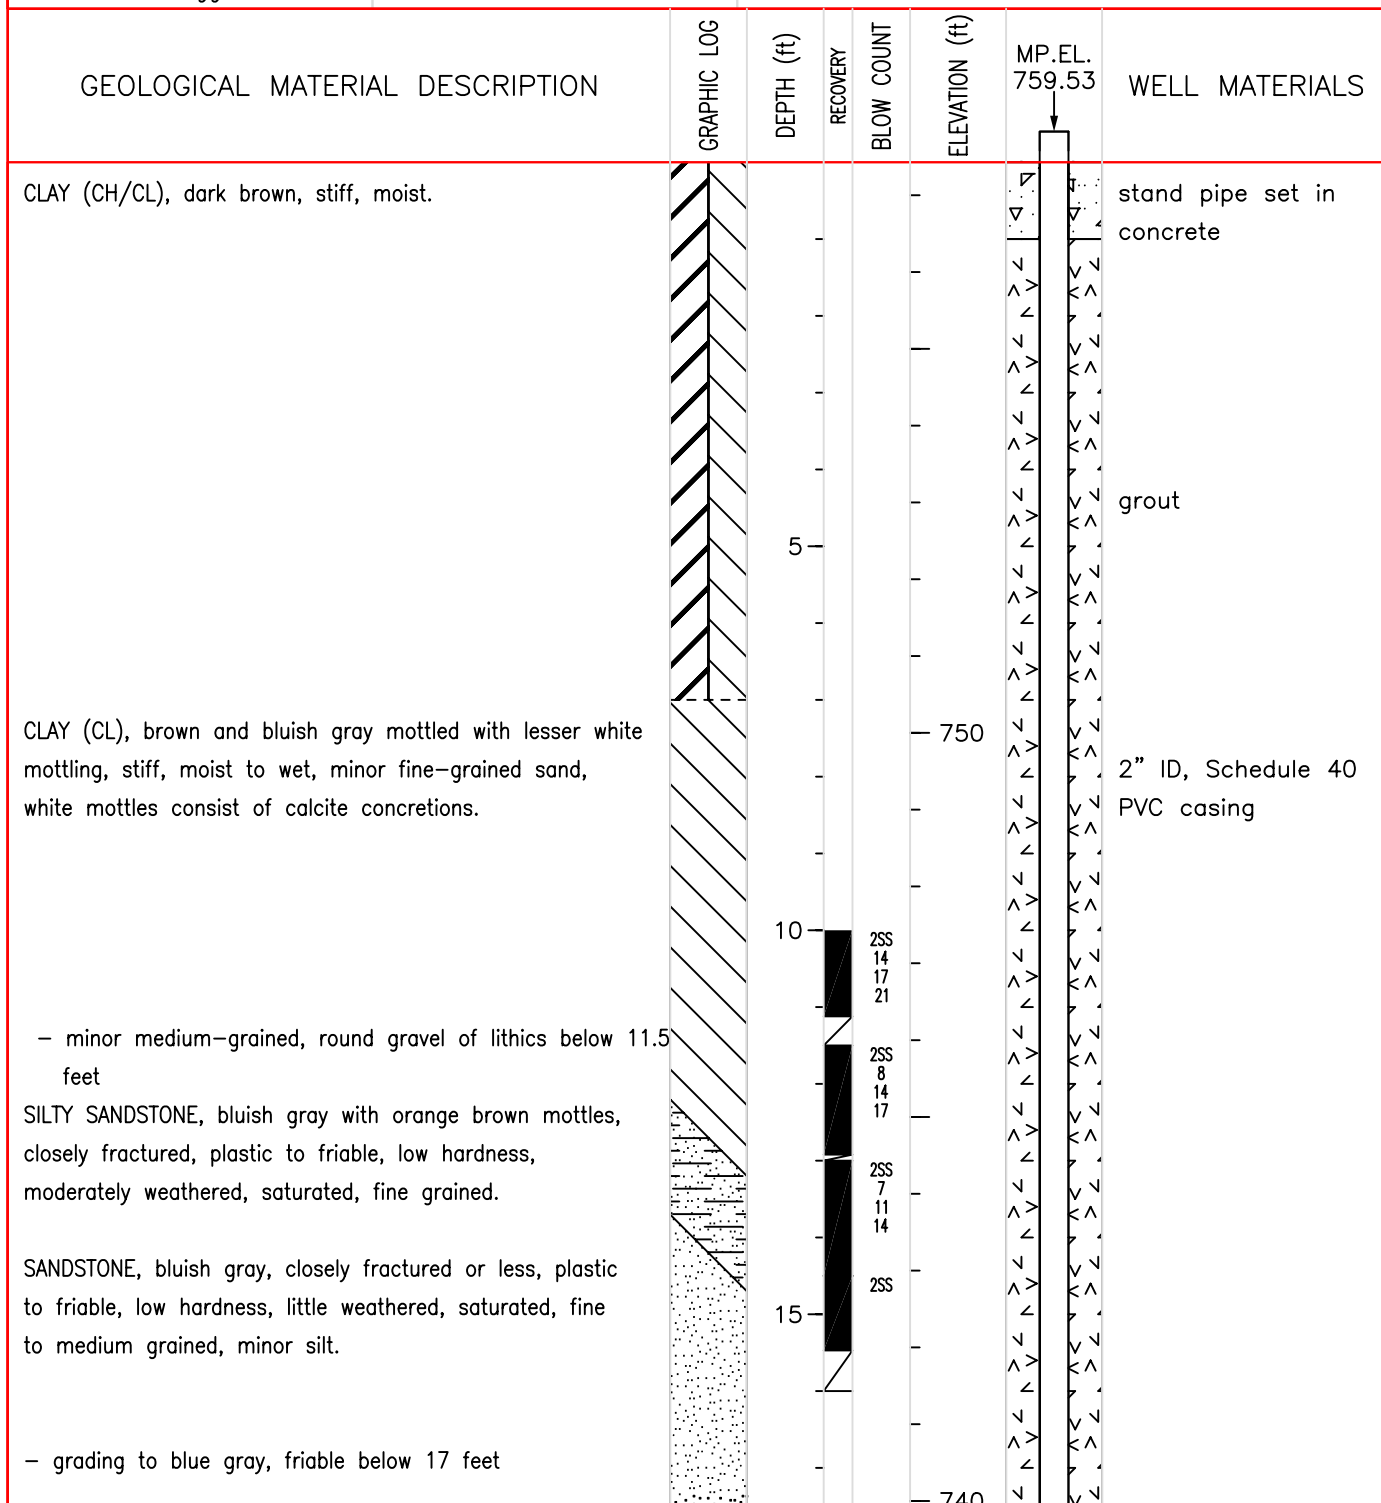 GEOLOGICAL MATERIAL DESCRIPTION
GRAPHIC LOG
DEPTH (ft)
RECOVERY
BLOW COUNT
ELEVATION (ft)
MP.EL.
759.53
WELL MATERIALS
CLAY (CH/CL), dark brown, stiff, moist.
stand pipe set in
concrete
grout
5
CLAY (CL), brown and bluish gray mottled with lesser white
mottling, stiff, moist to wet, minor fine-grained sand,
white mottles consist of calcite concretions.
750
2" ID, Schedule 40
PVC casing
10
2SS
14
17
21
- minor medium-grained, round gravel of lithics below 11.5
feet
2SS
8
14
17
SILTY SANDSTONE, bluish gray with orange brown mottles,
closely fractured, plastic to friable, low hardness,
moderately weathered, saturated, fine grained.
2SS
7
11
14
SANDSTONE, bluish gray, closely fractured or less, plastic
to friable, low hardness, little weathered, saturated, fine
to medium grained, minor silt.
2SS
15
- grading to blue gray, friable below 17 feet
740